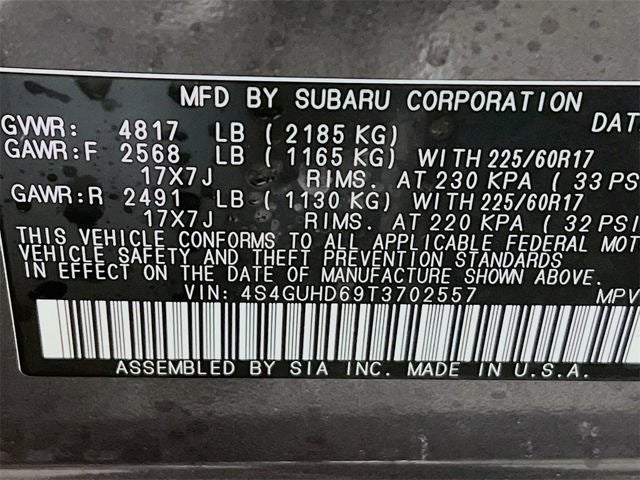 MFD BY SUBARU CORPORATION DAT
GVWR: 4817 LB ( 2185 KG)
GAWR:F 2568 LB ( 1165 KG) WITH 225/60R17
17X7J RIMS. AT 230 KPA ( 33 PSI
GAWR:R 2491 LB ( 1130 KG) WITH 225/60R17
17X7J RIMS. AT 220 KPA ( 32 PSI
THIS VEHICLE CONFORMS TO ALL APPLICABLE FEDERAL MOT
VEHICLE SAFETY AND THEFT PREVENTION STANDARDS
IN EFFECT ON THE DATE OF MANUFACTURE SHOWN ABOVE.
VIN: 4S4GUHD69T3702557 MPV
ASSEMBLED BY SIA INC. MADE IN U.S.A.